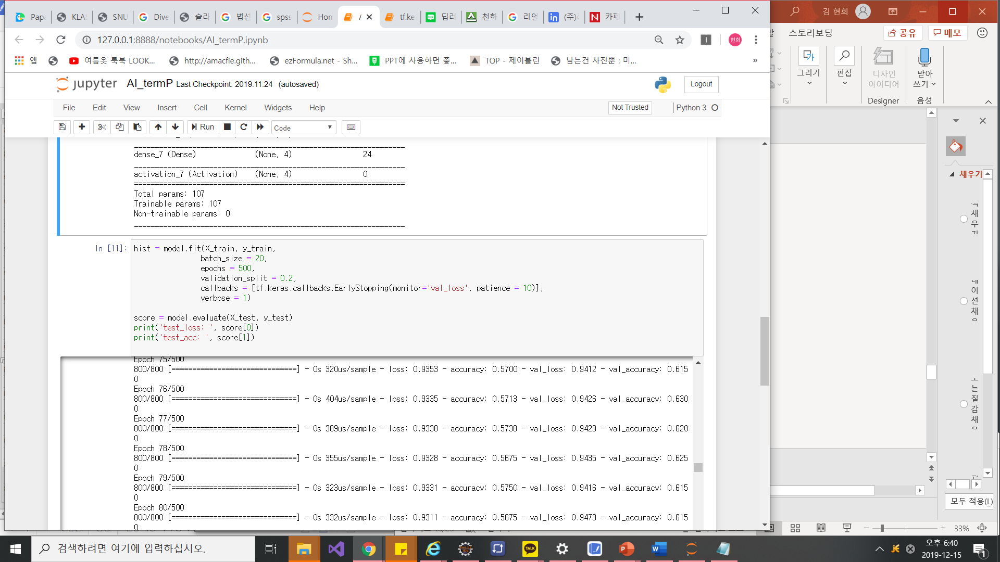 Papa
KLA
SNU
Dive
슬라
법선
spss
Hom
A
tf.ke
딥러
천하
리얼
(주)
카페
127.0.0.1:8888/notebooks/AI_termP.ipynb
현희
앱
여름옷 룩북 LOOK...
http://amacfie.gith...
ezFormula.net - Sh...
PPT에 사용하면 좋...
TOP - 제이블린
남는건 사진뿐 : 미...
»
jupyter AI_termP Last Checkpoint: 2019.11.24 (autosaved)
Logout
File Edit View Insert Cell Kernel Widgets Help
Not Trusted
Python 3
Run
Code
dense_7 (Dense) (None, 4) 24
activation_7 (Activation) (None, 4) 0
=================================================================
Total params: 107
Trainable params: 107
Non-trainable params: 0
In [11]:
hist = model.fit(X_train, y_train,
batch_size = 20,
epochs = 500,
validation_split = 0.2,
callbacks = [tf.keras.callbacks.EarlyStopping(monitor='val_loss', patience = 10)],
verbose = 1)
score = model.evaluate(X_test, y_test)
print('test_loss: ', score[0])
print('test_acc: ', score[1])
Epoch 75/500
800/800 [==============================] - 0s 320us/sample - loss: 0.9353 - accuracy: 0.5700 - val_loss: 0.9412 - val_accuracy: 0.615
0
Epoch 76/500
800/800 [==============================] - 0s 404us/sample - loss: 0.9335 - accuracy: 0.5713 - val_loss: 0.9426 - val_accuracy: 0.630
0
Epoch 77/500
800/800 [==============================] - 0s 389us/sample - loss: 0.9338 - accuracy: 0.5738 - val_loss: 0.9423 - val_accuracy: 0.620
0
Epoch 78/500
800/800 [==============================] - 0s 355us/sample - loss: 0.9328 - accuracy: 0.5675 - val_loss: 0.9435 - val_accuracy: 0.625
0
Epoch 79/500
800/800 [==============================] - 0s 323us/sample - loss: 0.9331 - accuracy: 0.5750 - val_loss: 0.9416 - val_accuracy: 0.615
0
Epoch 80/500
800/800 [==============================] - 0s 332us/sample - loss: 0.9311 - accuracy: 0.5675 - val_loss: 0.9473 - val_accuracy: 0.615
0
김 현희
스토리보딩
공유
메모
그리기
편집
디자인
아이디어
받아
쓰기
Designer
음성
채우기
채
우
이
션
채
는
질
감
채
모두 적용(L)
33%
검색하려면 여기에 입력하십시오.
TALK
오후 6:40
2019-12-15
1